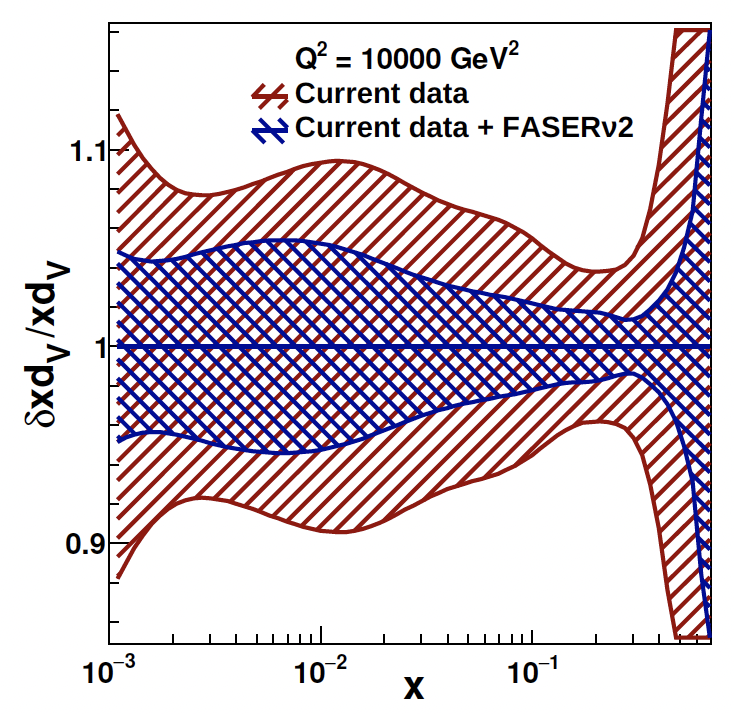 Q² = 10000 GeV²
Current data
Current data + FASERν2
1.1
1
0.9
δxd_V/xd_V
10⁻³ 10⁻² 10⁻¹
x